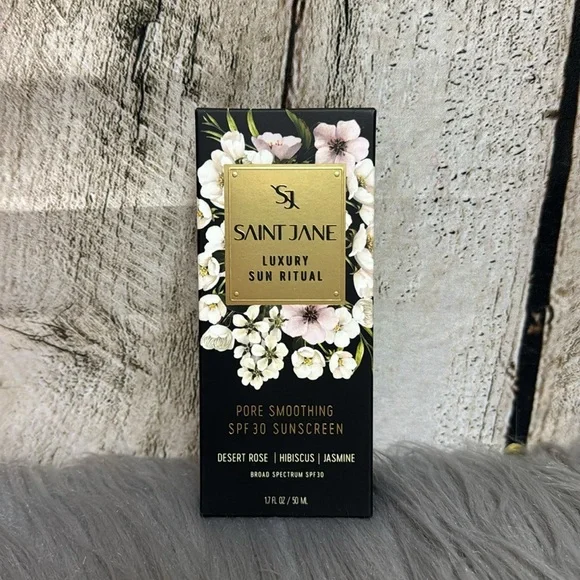 SJ
SAINT JANE
LUXURY
SUN RITUAL
PORE SMOOTHING
SPF 30 SUNSCREEN
DESERT ROSE | HIBISCUS | JASMINE
BROAD SPECTRUM SPF30
1.7 FL OZ / 50 ML